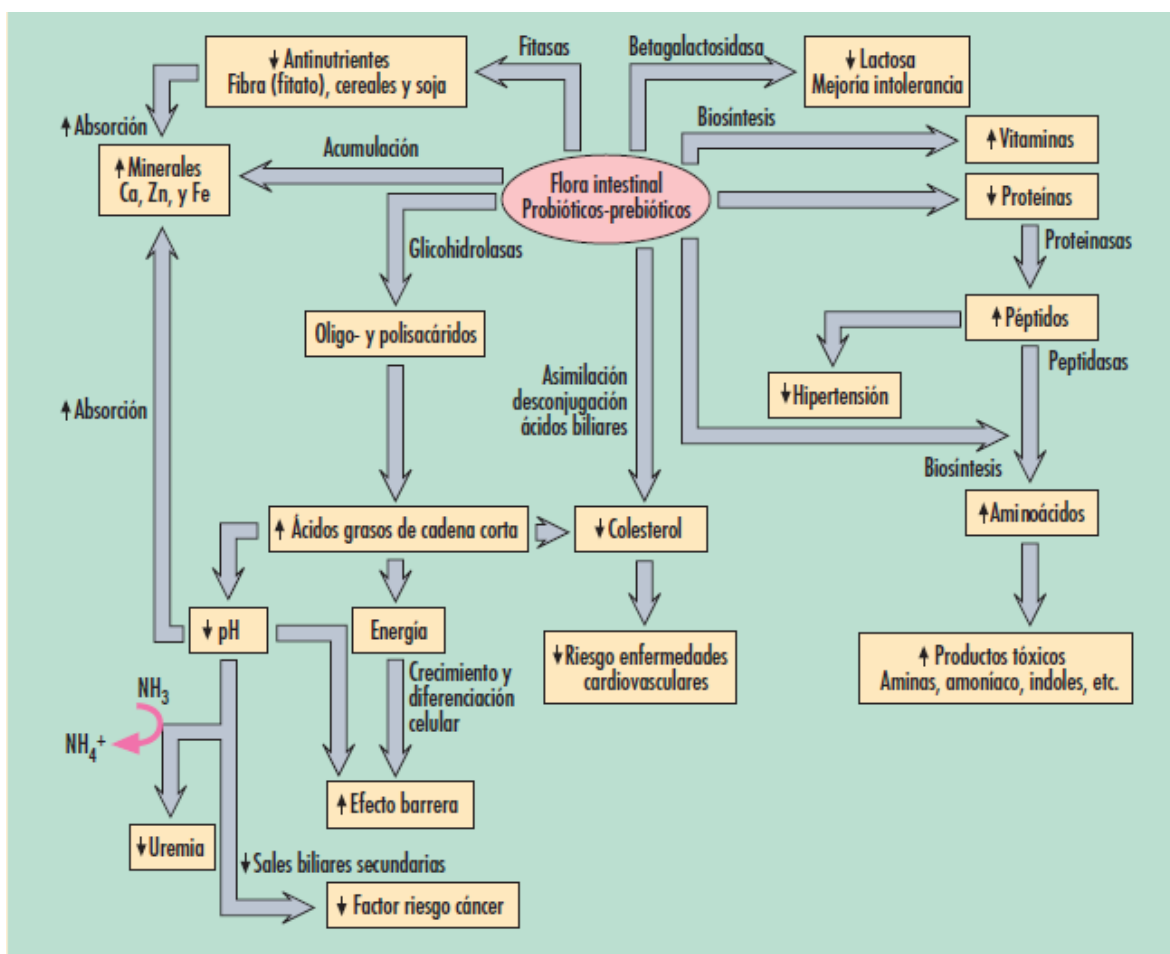 ↓ Antinutrientes
Fibra (fitato), cereales y soja
Fitasas
Betagalactosidasa
↓ Lactosa
Mejoría intolerancia
↑ Absorción
Acumulación
Biosíntesis
↑ Vitaminas
↑ Minerales
Ca, Zn, y Fe
Flora intestinal
Probióticos-prebióticos
↓ Proteínas
Glicohidrolasas
Proteinasas
Oligo- y polisacáridos
↑ Péptidos
Peptidasas
↑ Absorción
Asimilación
desconjugación
ácidos biliares
↓ Hipertensión
Biosíntesis
↑ Ácidos grasos de cadena corta
↓ Colesterol
↑ Aminoácidos
↓ pH
Energía
↓ Riesgo enfermedades
cardiovasculares
↑ Productos tóxicos
Aminas, amoníaco, indoles, etc.
Crecimiento y
diferenciación
celular
NH3
NH4+
↑ Efecto barrera
↓ Uremia
↓ Sales biliares secundarias
↓ Factor riesgo cáncer